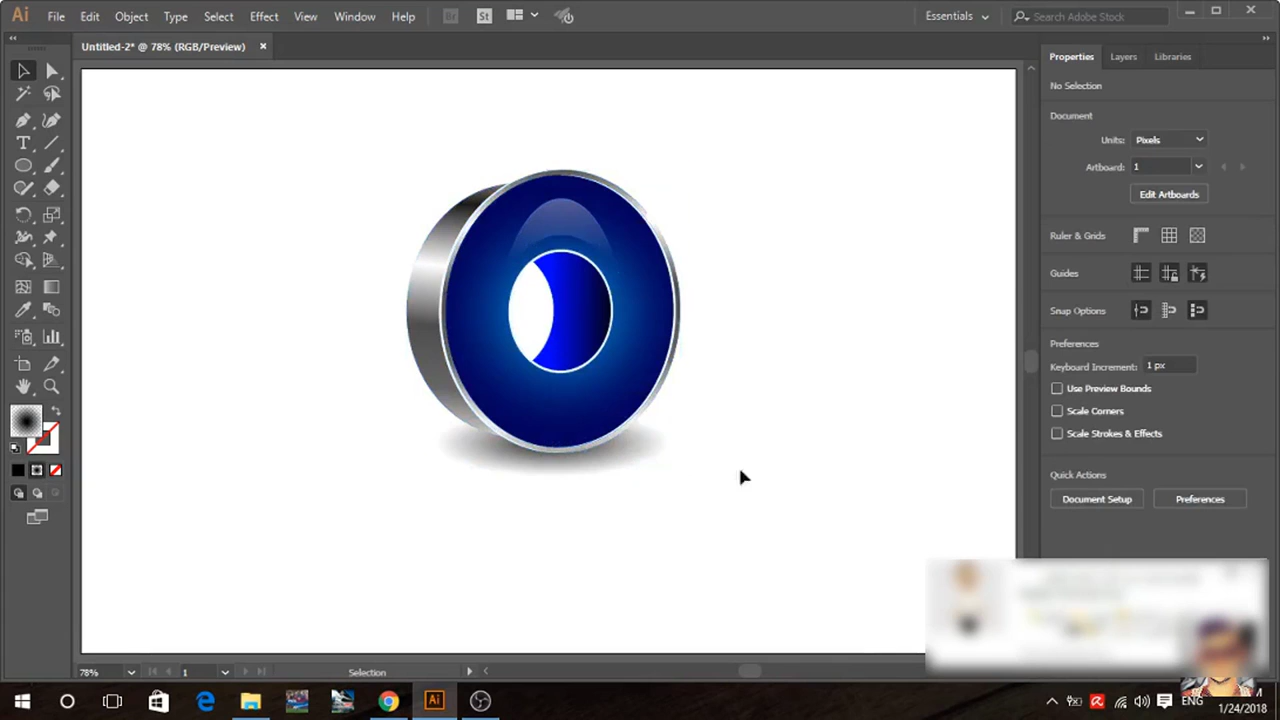 Ai File Edit Object Type Select Effect View Window Help Br St Essentials Search Adobe Stock
Untitled-2* @ 78% (RGB/Preview) ×
Properties Layers Libraries
No Selection
Document
Units: Pixels
Artboard: 1
Edit Artboards
Ruler & Grids
Guides
Snap Options
Preferences
Keyboard Increment: 1 px
Use Preview Bounds
Scale Corners
Scale Strokes & Effects
Quick Actions
Document Setup Preferences
78% 1 Selection
Ai ENG
1/24/2018